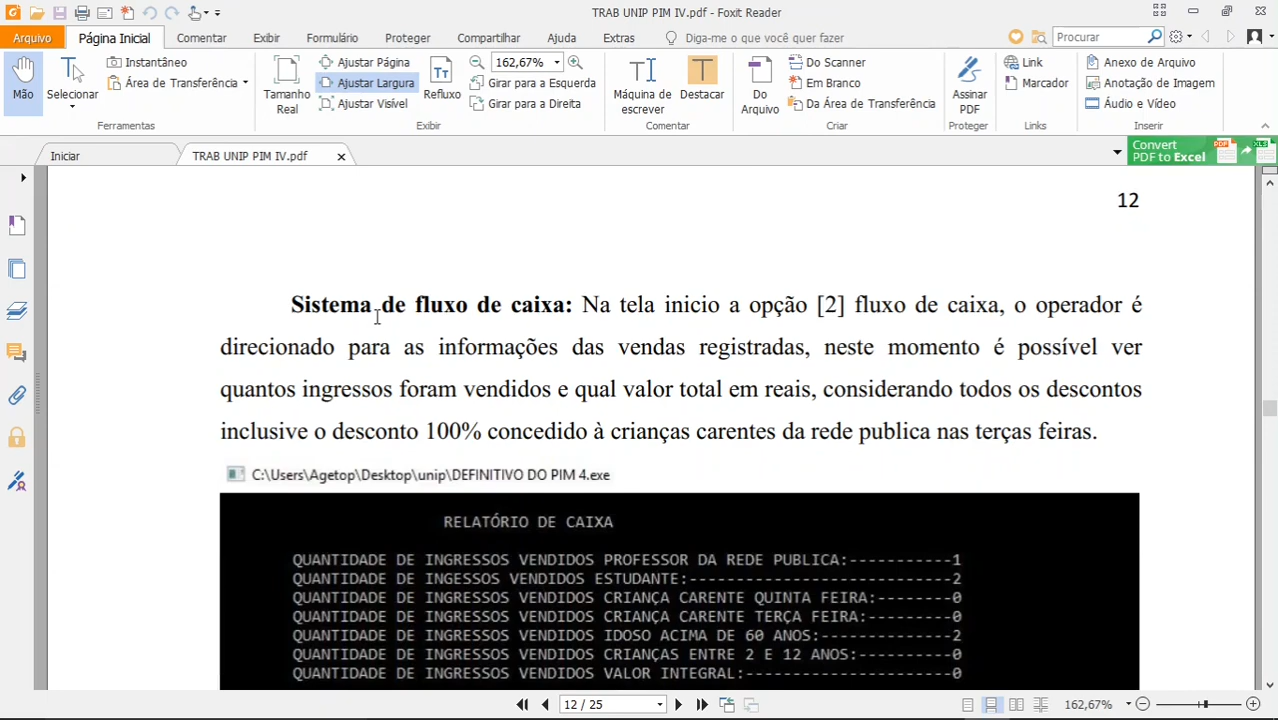 TRAB UNIP PIM IV.pdf - Foxit Reader
Arquivo Página Inicial Comentar Exibir Formulário Proteger Compartilhar Ajuda Extras Diga-me o que você quer fazer Procurar
Mão
Selecionar
Instantâneo
Área de Transferência
Ferramentas
Tamanho Real
Ajustar Página
Ajustar Largura
Ajustar Visível
Refluxo
162,67%
Girar para a Esquerda
Girar para a Direita
Exibir
Máquina de escrever
Destacar
Comentar
Do Arquivo
Do Scanner
Em Branco
Da Área de Transferência
Criar
Assinar PDF
Proteger
Link
Marcador
Links
Anexo de Arquivo
Anotação de Imagem
Áudio e Vídeo
Inserir
Iniciar TRAB UNIP PIM IV.pdf
Convert
PDF to Excel
12
Sistema de fluxo de caixa: Na tela inicio a opção [2] fluxo de caixa, o operador é
direcionado para as informações das vendas registradas, neste momento é possível ver
quantos ingressos foram vendidos e qual valor total em reais, considerando todos os descontos
inclusive o desconto 100% concedido à crianças carentes da rede publica nas terças feiras.
C:\Users\Agetop\Desktop\unip\DEFINITIVO DO PIM 4.exe
RELATÓRIO DE CAIXA
QUANTIDADE DE INGRESSOS VENDIDOS PROFESSOR DA REDE PUBLICA:-----------1
QUANTIDADE DE INGESSOS VENDIDOS ESTUDANTE:----------------------------2
QUANTIDADE DE INGRESSOS VENDIDOS CRIANÇA CARENTE QUINTA FEIRA:--------0
QUANTIDADE DE INGRESSOS VENDIDOS CRIANÇA CARENTE TERÇA FEIRA:---------0
QUANTIDADE DE INGRESSOS VENDIDOS IDOSO ACIMA DE 60 ANOS:--------------2
QUANTIDADE DE INGRESSOS VENDIDOS CRIANÇAS ENTRE 2 E 12 ANOS:----------0
QUANTIDADE DE INGRESSOS VENDIDOS VALOR INTEGRAL:----------------------0
12 / 25 162,67%